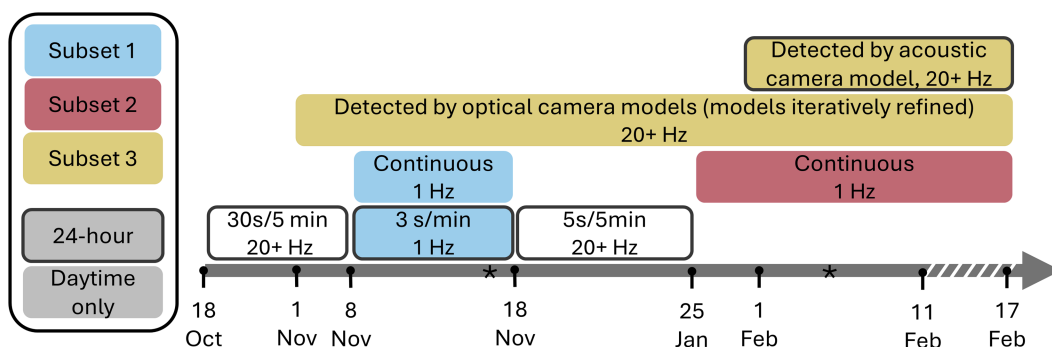 Subset 1
Subset 2
Subset 3
24-hour
Daytime
only
Detected by acoustic
camera model, 20+ Hz
Detected by optical camera models (models iteratively refined)
20+ Hz
Continuous
1 Hz
Continuous
1 Hz
30s/5 min
20+ Hz
3 s/min
1 Hz
5s/5min
20+ Hz
* *
18
Oct
1
Nov
8
Nov
18
Nov
25
Jan
1
Feb
11
Feb
17
Feb